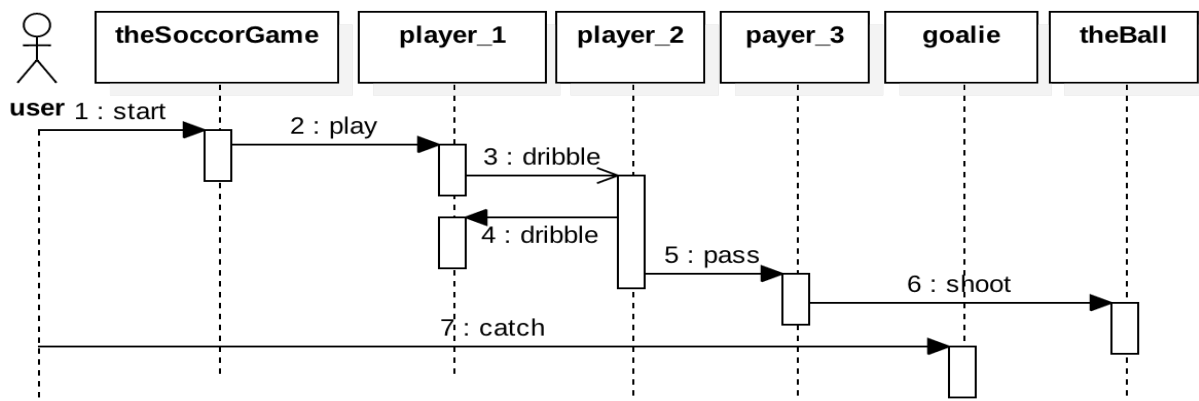 theSoccorGame
player_1
player_2
payer_3
goalie
theBall
user
1 : start
2 : play
3 : dribble
4 : dribble
5 : pass
6 : shoot
7 : catch